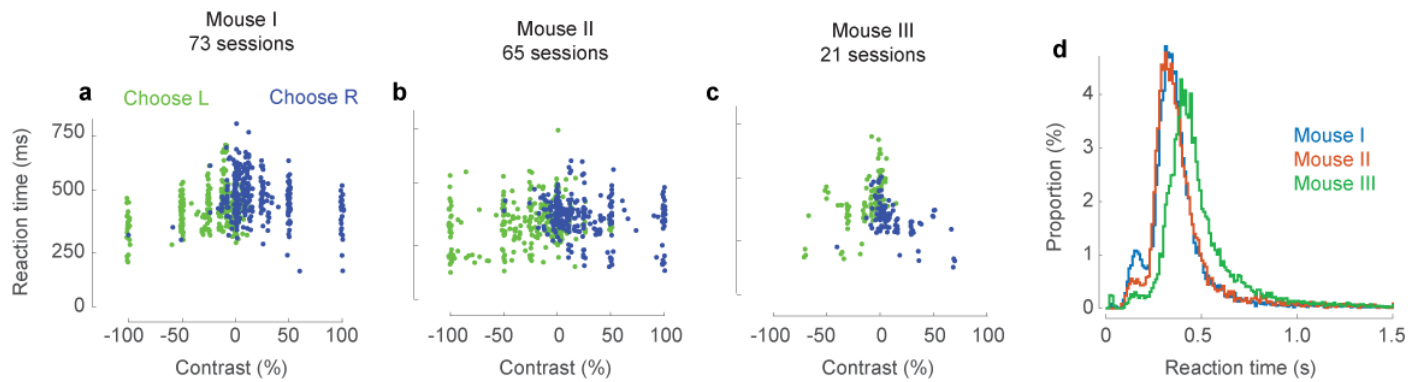 Mouse I
73 sessions
Mouse II
65 sessions
Mouse III
21 sessions
a
Choose L
Choose R
b
c
d
Reaction time (ms)
750
500
250
0
-100
-50
0
50
100
Contrast (%)
-100
-50
0
50
100
Contrast (%)
-100
-50
0
50
100
Contrast (%)
Proportion (%)
4
3
2
1
0
Mouse I
Mouse II
Mouse III
0
0.5
1.0
1.5
Reaction time (s)